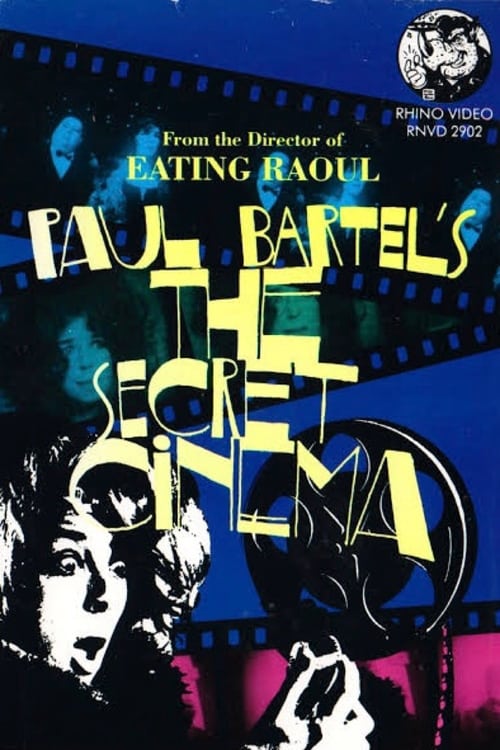 RHINO VIDEO
RNVD 2902
From the Director of
EATING RAOUL
PAUL BARTEL'S
THE
SECRET
CiNEMA